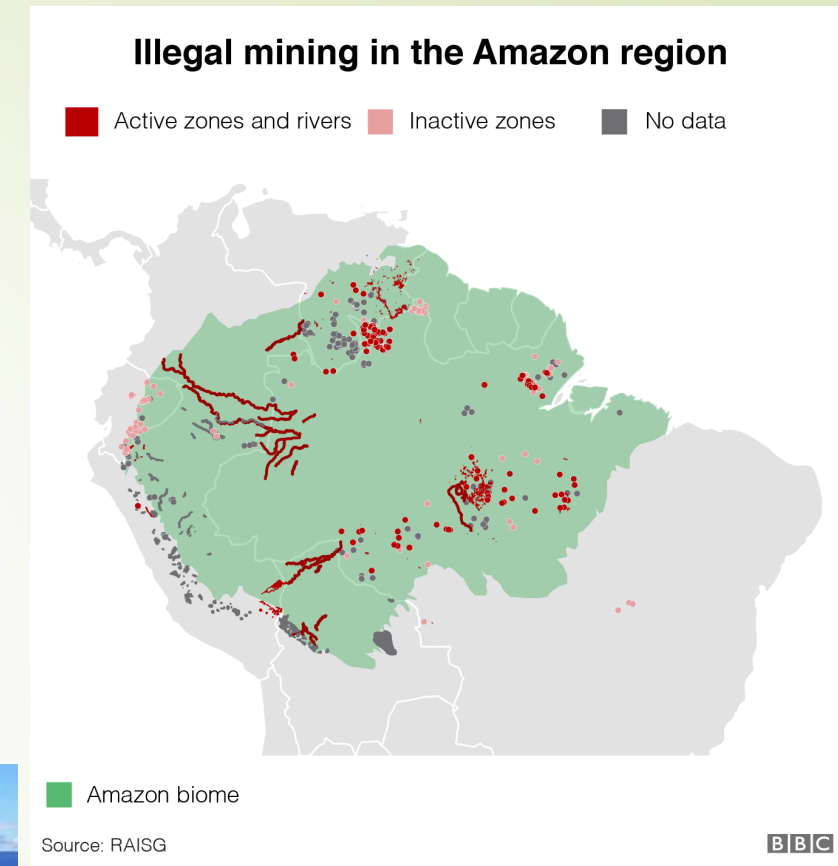 Illegal mining in the Amazon region
Active zones and rivers Inactive zones No data
Amazon biome
Source: RAISG
BBC